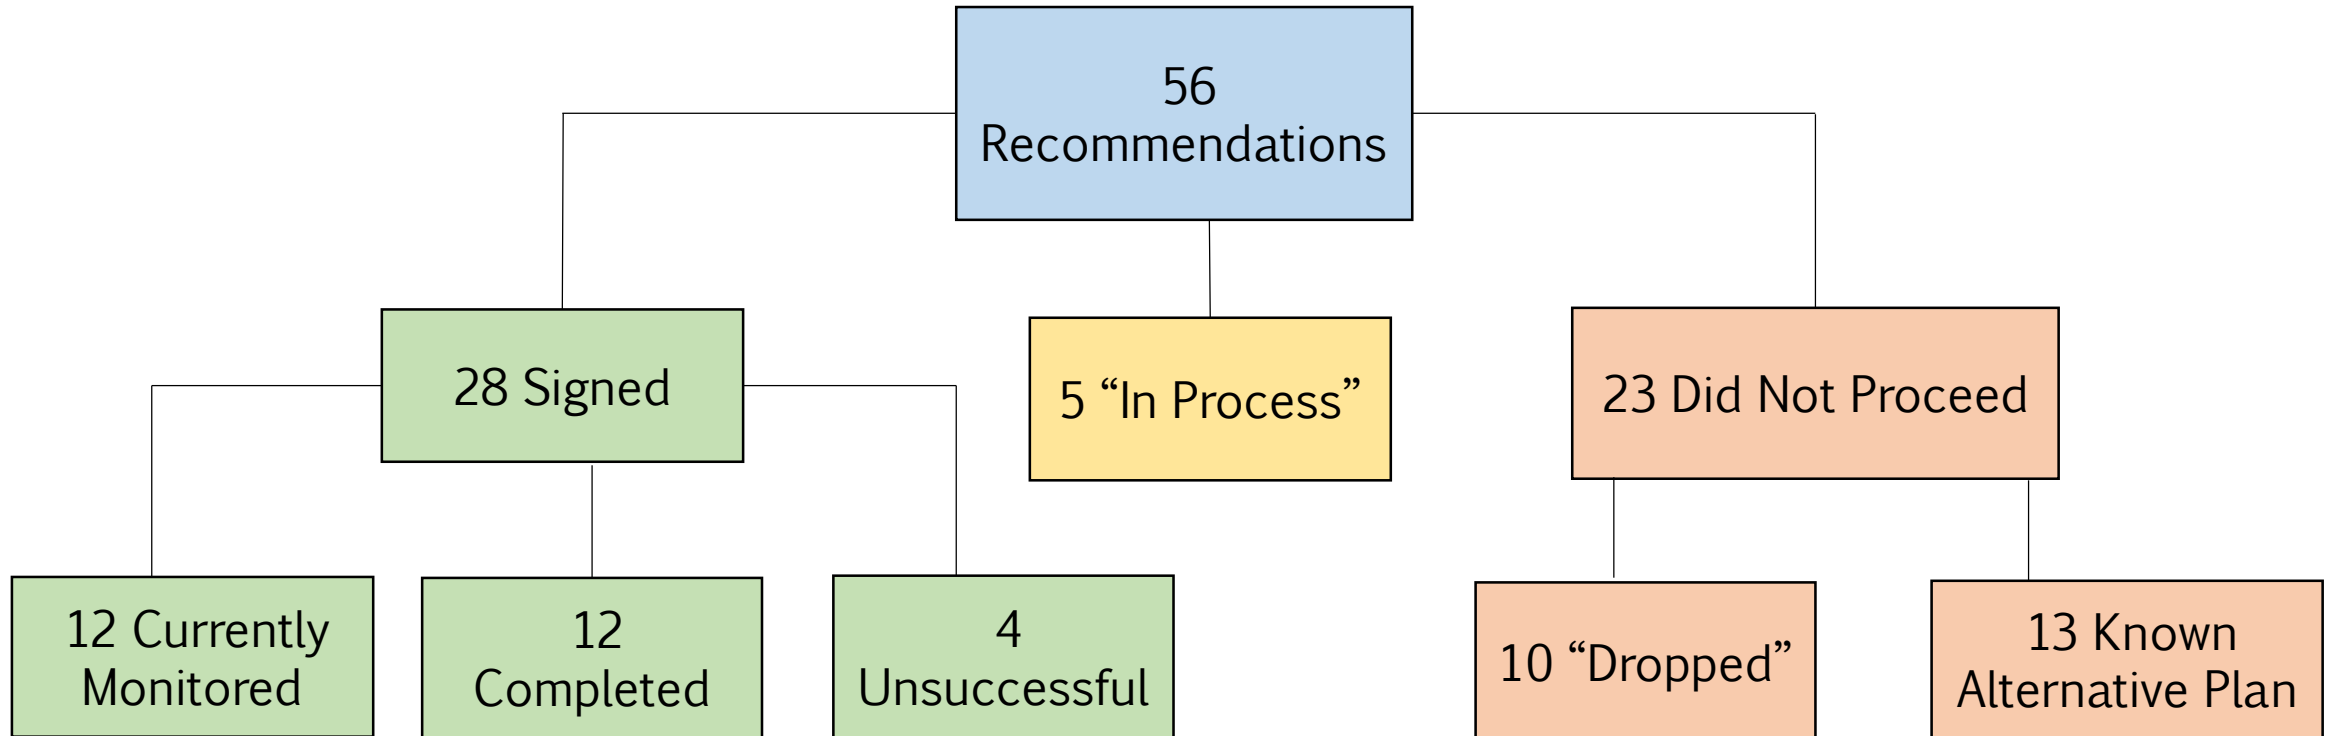 56
Recommendations
28 Signed
5 “In Process”
23 Did Not Proceed
12 Currently
Monitored
12
Completed
4
Unsuccessful
10 “Dropped”
13 Known
Alternative Plan